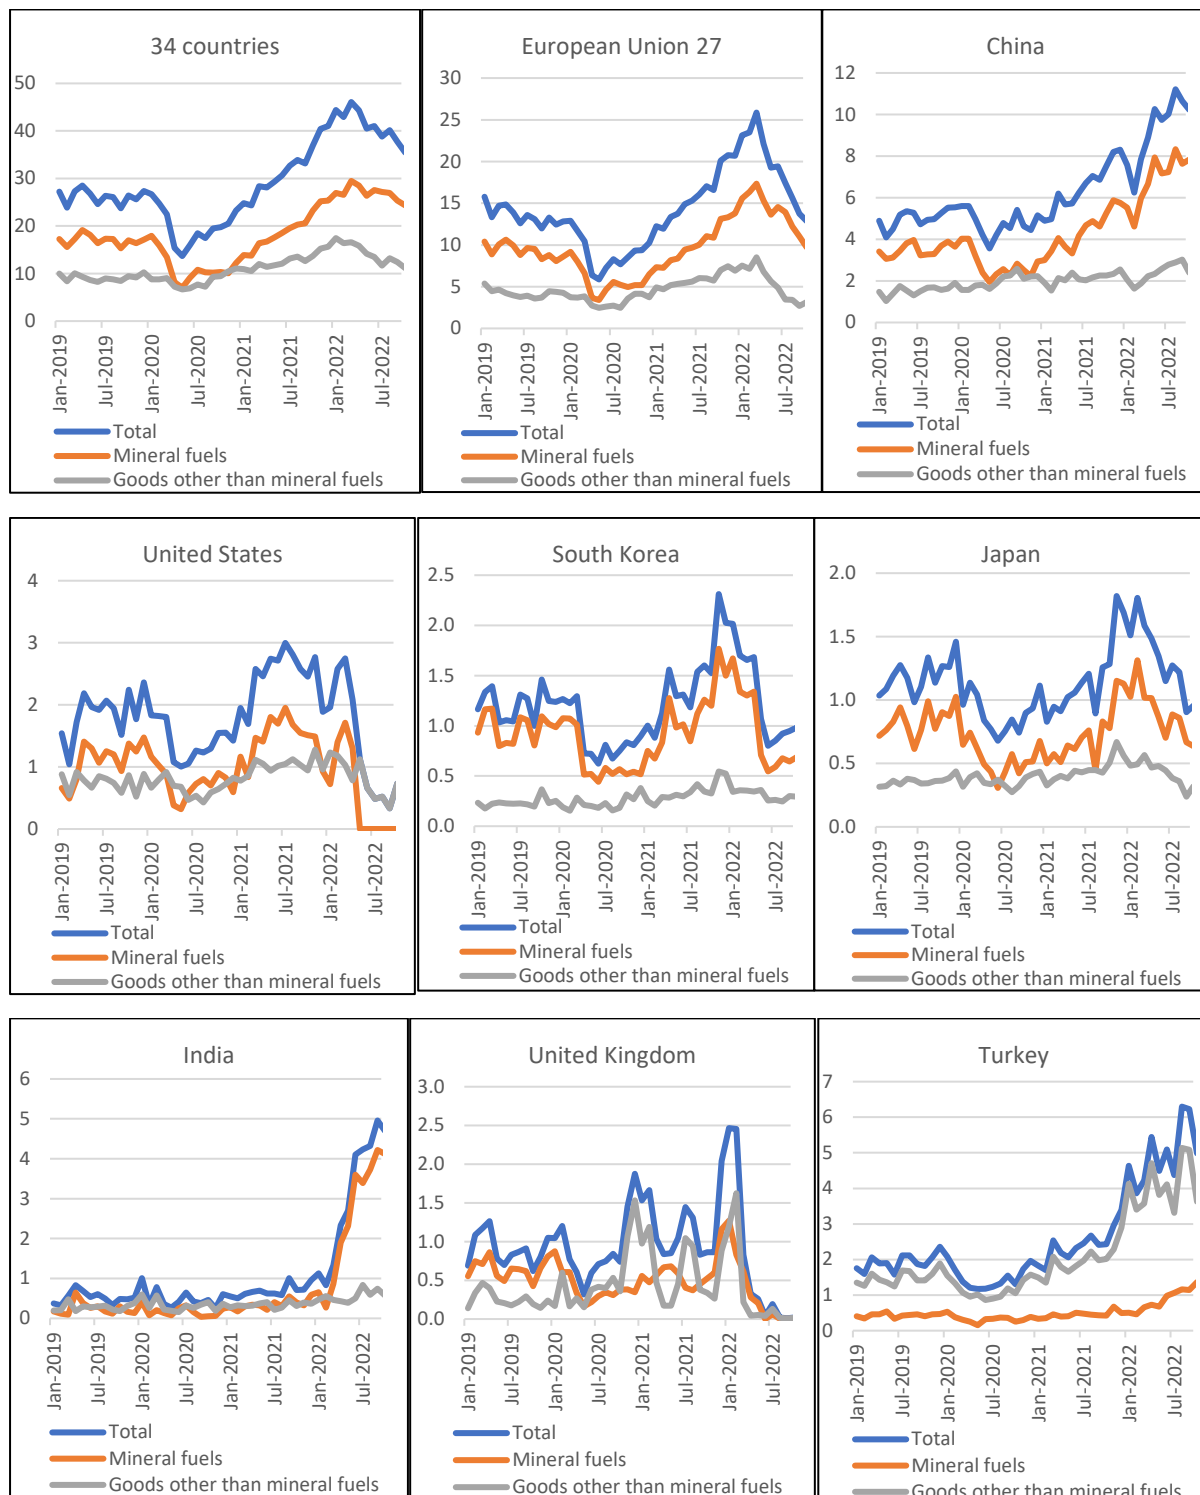 34 countries
50
40
30
20
10
0
Jan-2019
Jul-2019
Jan-2020
Jul-2020
Jan-2021
Jul-2021
Jan-2022
Jul-2022
Total
Mineral fuels
Goods other than mineral fuels
European Union 27
30
25
20
15
10
5
0
Jan-2019
Jul-2019
Jan-2020
Jul-2020
Jan-2021
Jul-2021
Jan-2022
Jul-2022
Total
Mineral fuels
Goods other than mineral fuels
China
12
10
8
6
4
2
0
Jan-2019
Jul-2019
Jan-2020
Jul-2020
Jan-2021
Jul-2021
Jan-2022
Jul-2022
Total
Mineral fuels
Goods other than mineral fuels
United States
4
3
2
1
0
Jan-2019
Jul-2019
Jan-2020
Jul-2020
Jan-2021
Jul-2021
Jan-2022
Jul-2022
Total
Mineral fuels
Goods other than mineral fuels
South Korea
2.5
2.0
1.5
1.0
0.5
0.0
Jan-2019
Jul-2019
Jan-2020
Jul-2020
Jan-2021
Jul-2021
Jan-2022
Jul-2022
Total
Mineral fuels
Goods other than mineral fuels
Japan
2.0
1.5
1.0
0.5
0.0
Jan-2019
Jul-2019
Jan-2020
Jul-2020
Jan-2021
Jul-2021
Jan-2022
Jul-2022
Total
Mineral fuels
Goods other than mineral fuels
India
6
5
4
3
2
1
0
Jan-2019
Jul-2019
Jan-2020
Jul-2020
Jan-2021
Jul-2021
Jan-2022
Jul-2022
Total
Mineral fuels
Goods other than mineral fuels
United Kingdom
3.0
2.5
2.0
1.5
1.0
0.5
0.0
Jan-2019
Jul-2019
Jan-2020
Jul-2020
Jan-2021
Jul-2021
Jan-2022
Jul-2022
Total
Mineral fuels
Goods other than mineral fuels
Turkey
7
6
5
4
3
2
1
0
Jan-2019
Jul-2019
Jan-2020
Jul-2020
Jan-2021
Jul-2021
Jan-2022
Jul-2022
Total
Mineral fuels
Goods other than mineral fuels